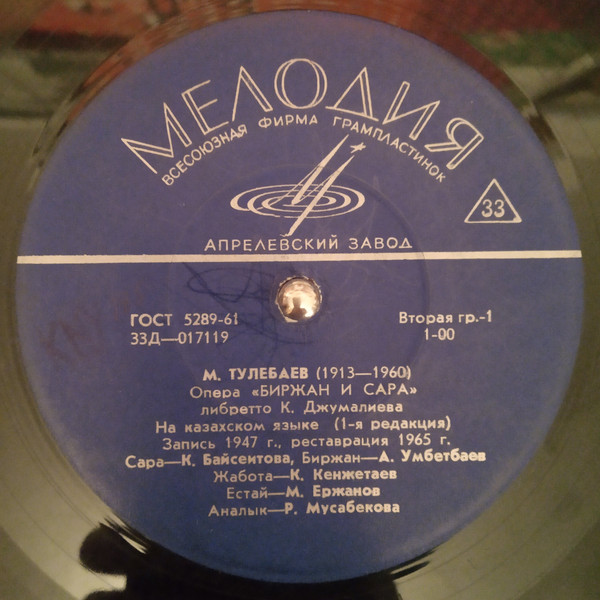 МЕЛОДИЯ
ВСЕСОЮЗНАЯ ФИРМА ГРАМПЛАСТИНОК
33
АПРЕЛЕВСКИЙ ЗАВОД
ГОСТ 5289-61
Вторая гр.-1
33Д—017119
1-00
М. ТУЛЕБАЕВ (1913—1960)
Опера «БИРЖАН И САРА»
либретто К. Джумалиева
На казахском языке (1-я редакция)
Запись 1947 г., реставрация 1965 г.
Сара—К. Байсеитова, Биржан—А. Умбетбаев
Жабота—К. Кенжетаев
Естай—М. Ержанов
Аналык—Р. Мусабекова